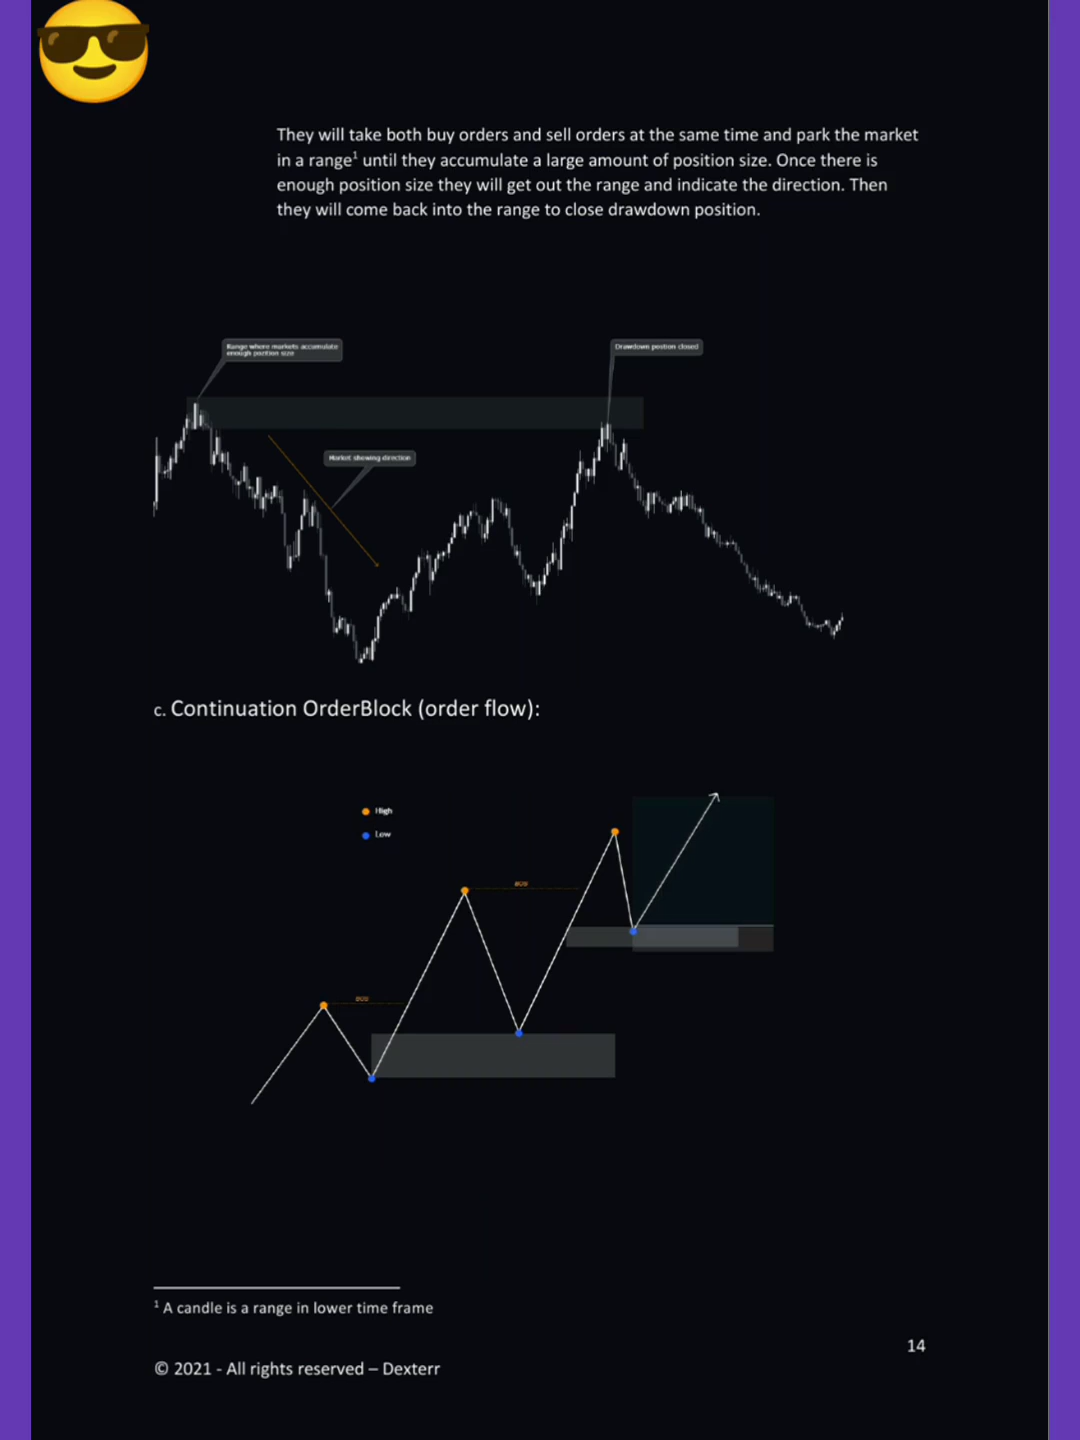 They will take both buy orders and sell orders at the same time and park the market
in a range¹ until they accumulate a large amount of position size. Once there is
enough position size they will get out the range and indicate the direction. Then
they will come back into the range to close drawdown position.
Range where markets accumulate
enough position size
Drawdown position closed
Market showing direction
c. Continuation OrderBlock (order flow):
High
Low
BOS
BOS
¹ A candle is a range in lower time frame
14
© 2021 - All rights reserved – Dexterr